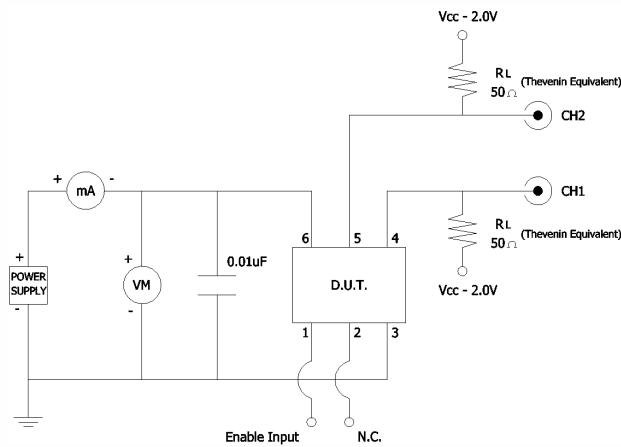 Vcc - 2.0V
RL (Thevenin Equivalent)
50Ω
CH2
+ mA -
CH1
6 5 4
RL
50Ω (Thevenin Equivalent)
+ + 0.01uF
POWER
SUPPLY
VM D.U.T.
Vcc - 2.0V
- -
1 2 3
Enable Input N.C.